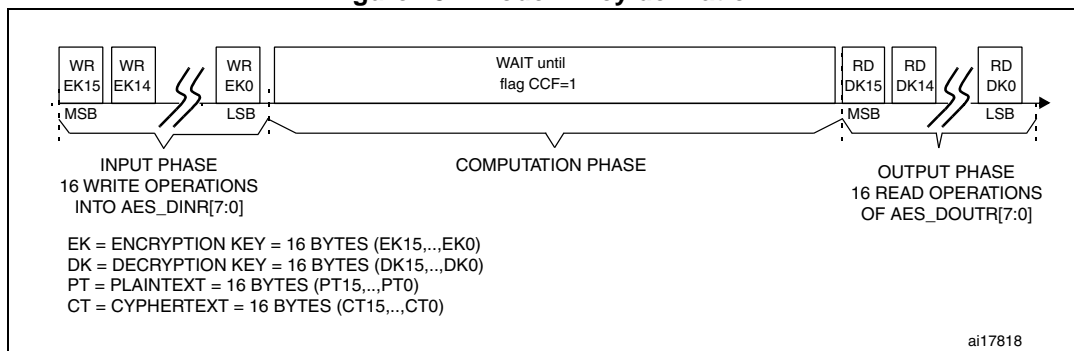 WR EK15
WR EK14
WR EK0
WAIT until
flag CCF=1
RD DK15
RD DK14
RD DK0
MSB
LSB
MSB
LSB
INPUT PHASE
16 WRITE OPERATIONS
INTO AES_DINR[7:0]
COMPUTATION PHASE
OUTPUT PHASE
16 READ OPERATIONS
OF AES_DOUTR[7:0]
EK = ENCRYPTION KEY = 16 BYTES (EK15,..,EK0)
DK = DECRYPTION KEY = 16 BYTES (DK15,..,DK0)
PT = PLAINTEXT = 16 BYTES (PT15,..,PT0)
CT = CYPHERTEXT = 16 BYTES (CT15,..,CT0)
ai17818